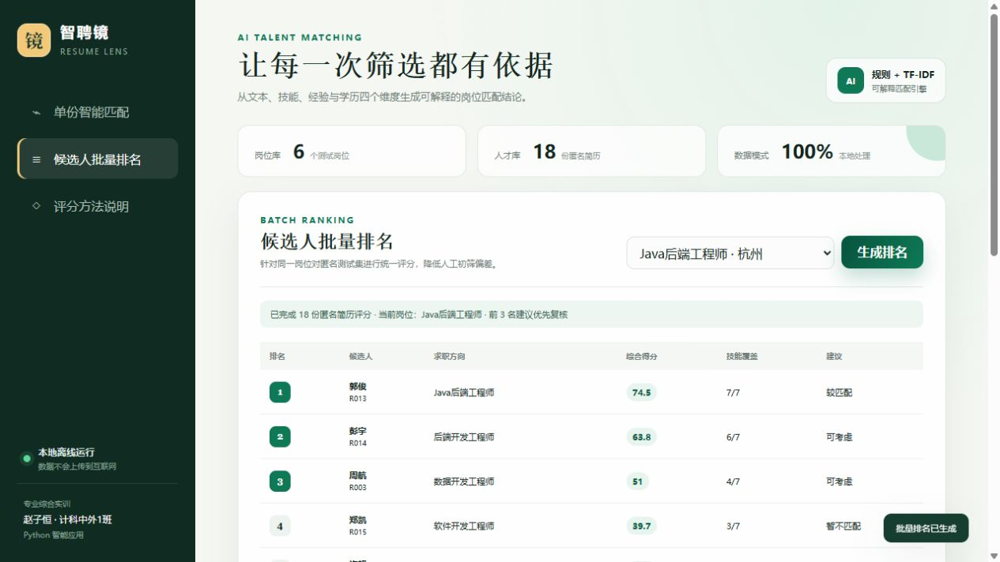 镜
智聘镜
RESUME LENS
单份智能匹配
候选人批量排名
评分方法说明
本地离线运行
数据不会上传到互联网
专业综合实训
赵子恒 · 计科中外1班
Python 智能应用
AI TALENT MATCHING
让每一次筛选都有依据
从文本、技能、经验与学历四个维度生成可解释的岗位匹配结论。
AI
规则 + TF-IDF
可解释匹配引擎
岗位库 6 个测试岗位
人才库 18 份匿名简历
数据模式 100% 本地处理
BATCH RANKING
候选人批量排名
针对同一岗位对匿名测试集进行统一评分，降低人工初筛偏差。
Java后端工程师 · 杭州
生成排名
已完成 18 份匿名简历评分 · 当前岗位：Java后端工程师 · 前 3 名建议优先复核
排名 候选人 求职方向 综合得分 技能覆盖 建议
1 郭俊 R013 Java后端工程师 74.5 7/7 较匹配
2 彭宇 R014 后端开发工程师 63.8 6/7 可考虑
3 周航 R003 数据开发工程师 51 4/7 可考虑
4 郑凯 R015 软件开发工程师 39.7 3/7 暂不匹配
批量排名已生成